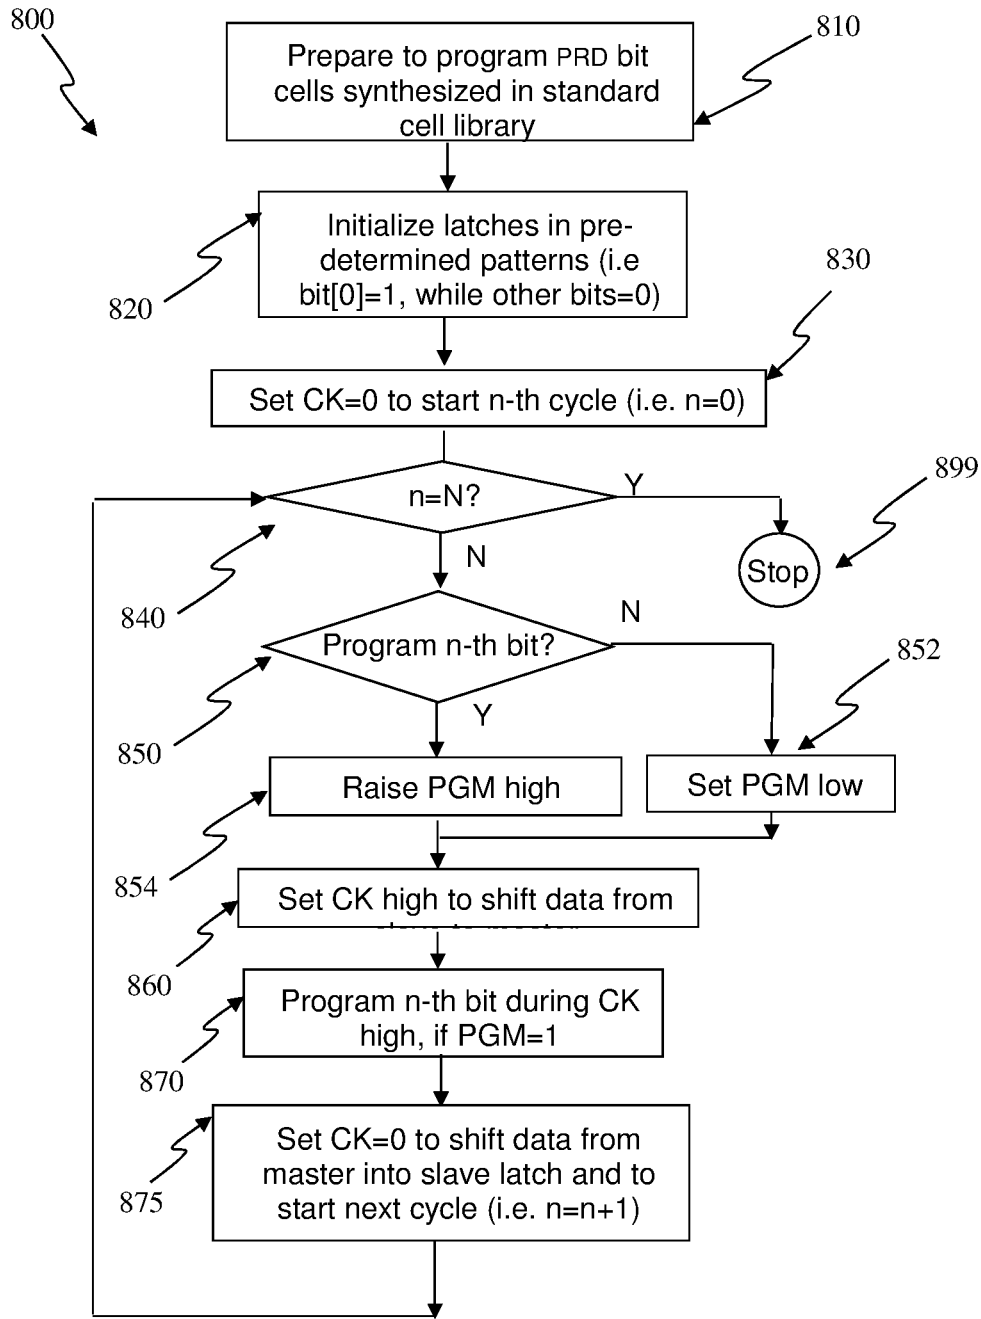 800
810
Prepare to program PRD bit
cells synthesized in standard
cell library
Initialize latches in pre-
determined patterns (i.e
bit[0]=1, while other bits=0)
820
830
Set CK=0 to start n-th cycle (i.e. n=0)
n=N?
Y
899
Stop
N
840
Program n-th bit?
N
852
Y
850
Raise PGM high
Set PGM low
854
Set CK high to shift data from
860
Program n-th bit during CK
high, if PGM=1
870
Set CK=0 to shift data from
master into slave latch and to
start next cycle (i.e. n=n+1)
875